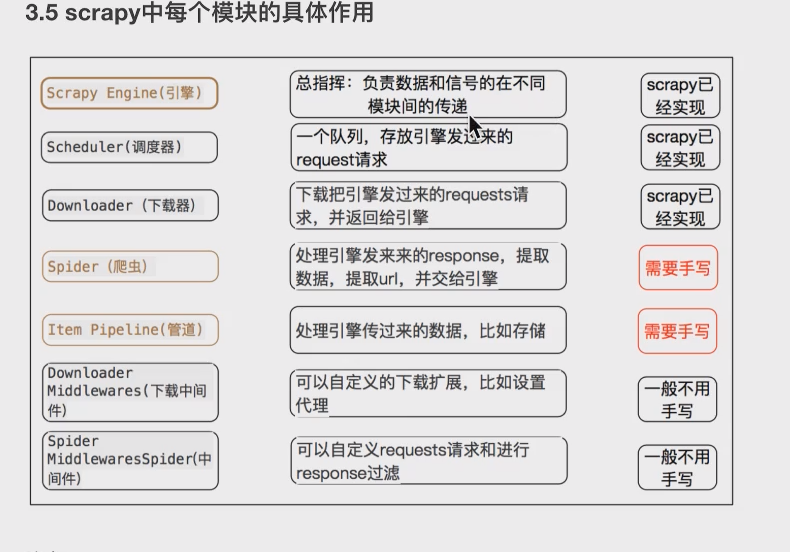 3.5 scrapy中每个模块的具体作用
Scrapy Engine(引擎)
总指挥：负责数据和信号的在不同
模块间的传递
scrapy已
经实现
Scheduler(调度器)
一个队列，存放引擎发过来的
request请求
scrapy已
经实现
Downloader（下载器）
下载把引擎发过来的requests请
求，并返回给引擎
scrapy已
经实现
Spider（爬虫）
处理引擎发来来的response，提取
数据，提取url，并交给引擎
需要手写
Item Pipeline(管道)
处理引擎传过来的数据，比如存储
需要手写
Downloader
Middlewares(下载中间
件)
可以自定义的下载扩展，比如设置
代理
一般不用
手写
Spider
MiddlewaresSpider(中
间件)
可以自定义requests请求和进行
response过滤
一般不用
手写